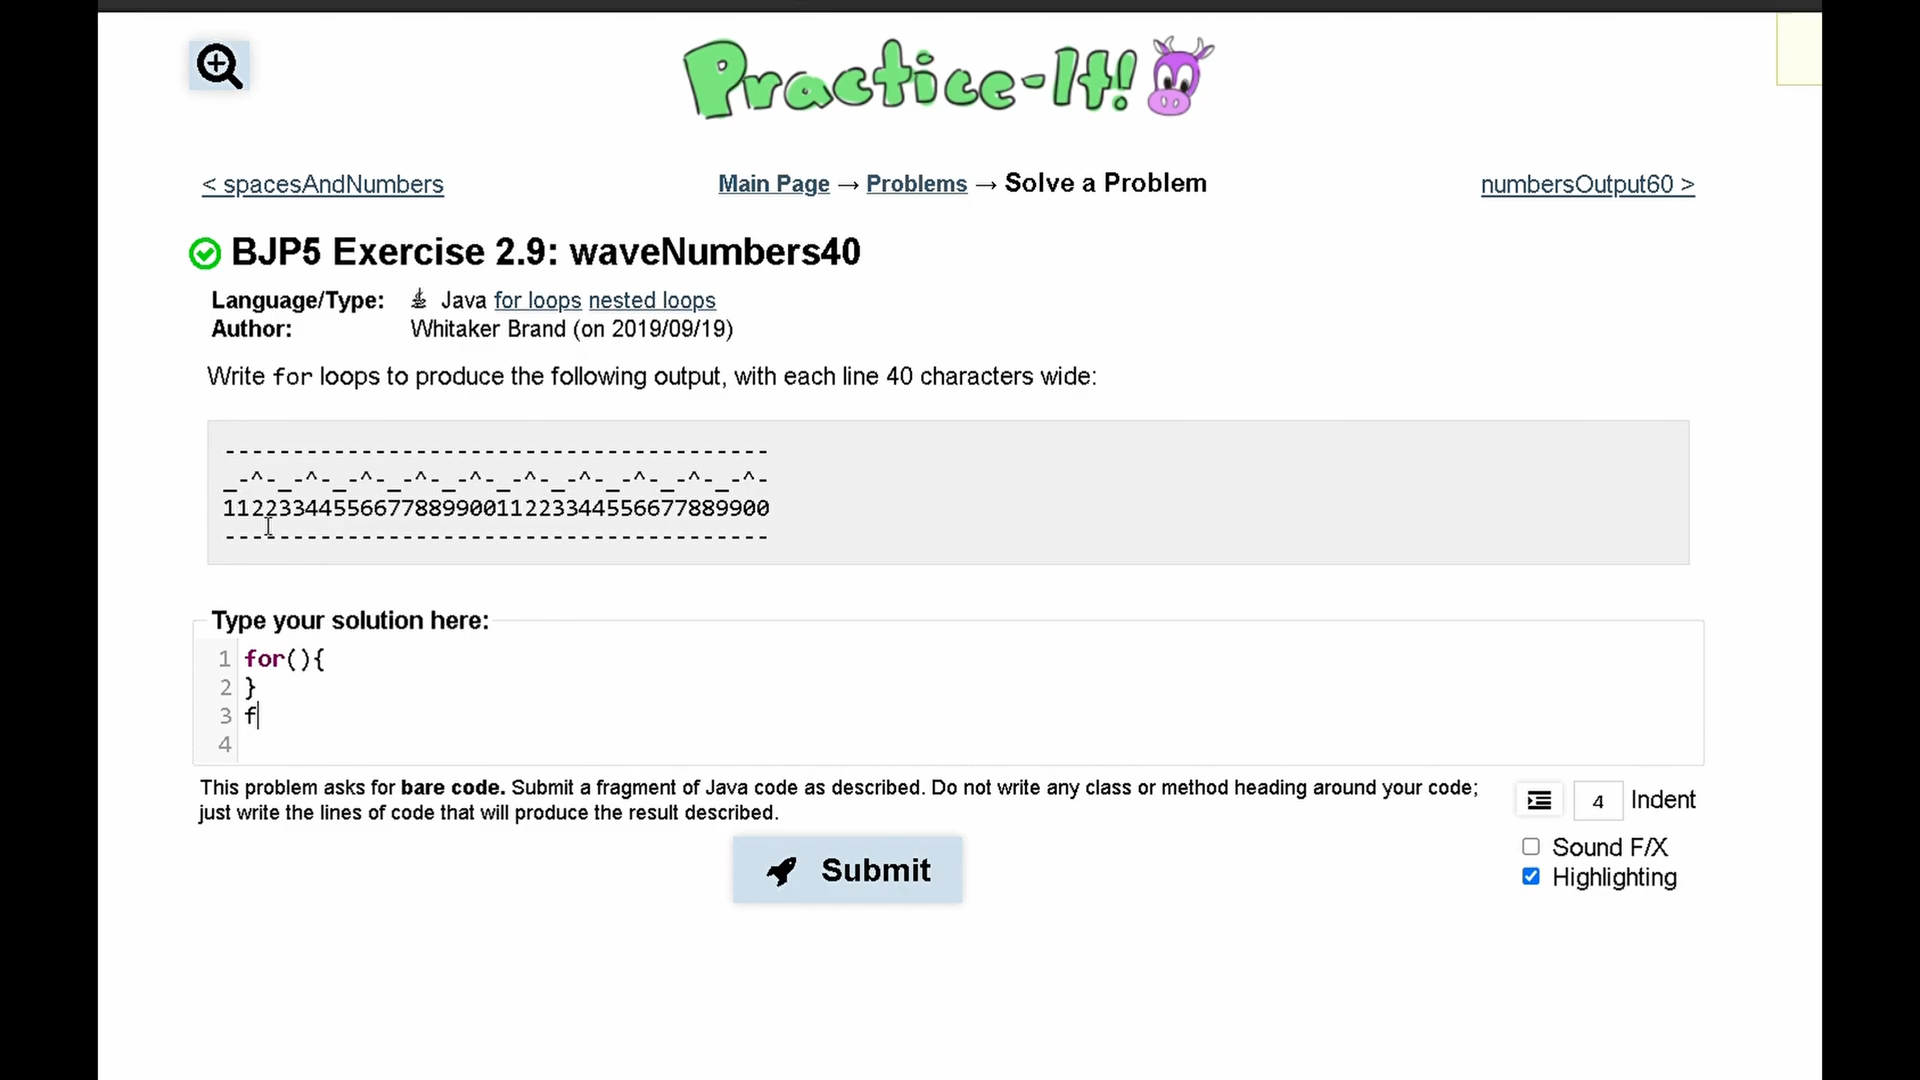 Practice-It!
< spacesAndNumbers
Main Page → Problems → Solve a Problem
numbersOutput60 >
BJP5 Exercise 2.9: waveNumbers40
Language/Type: Java for loops nested loops
Author: Whitaker Brand (on 2019/09/19)
Write for loops to produce the following output, with each line 40 characters wide:
----------------------------------------
_-^-_-^-_-^-_-^-_-^-_-^-_-^-_-^-_-^-_-^-
1122334455667788990011223344556677889900
----------------------------------------
Type your solution here:
1 for(){
2 }
3 f
4
This problem asks for bare code. Submit a fragment of Java code as described. Do not write any class or method heading around your code;
just write the lines of code that will produce the result described.
4 Indent
Sound F/X
Highlighting
Submit